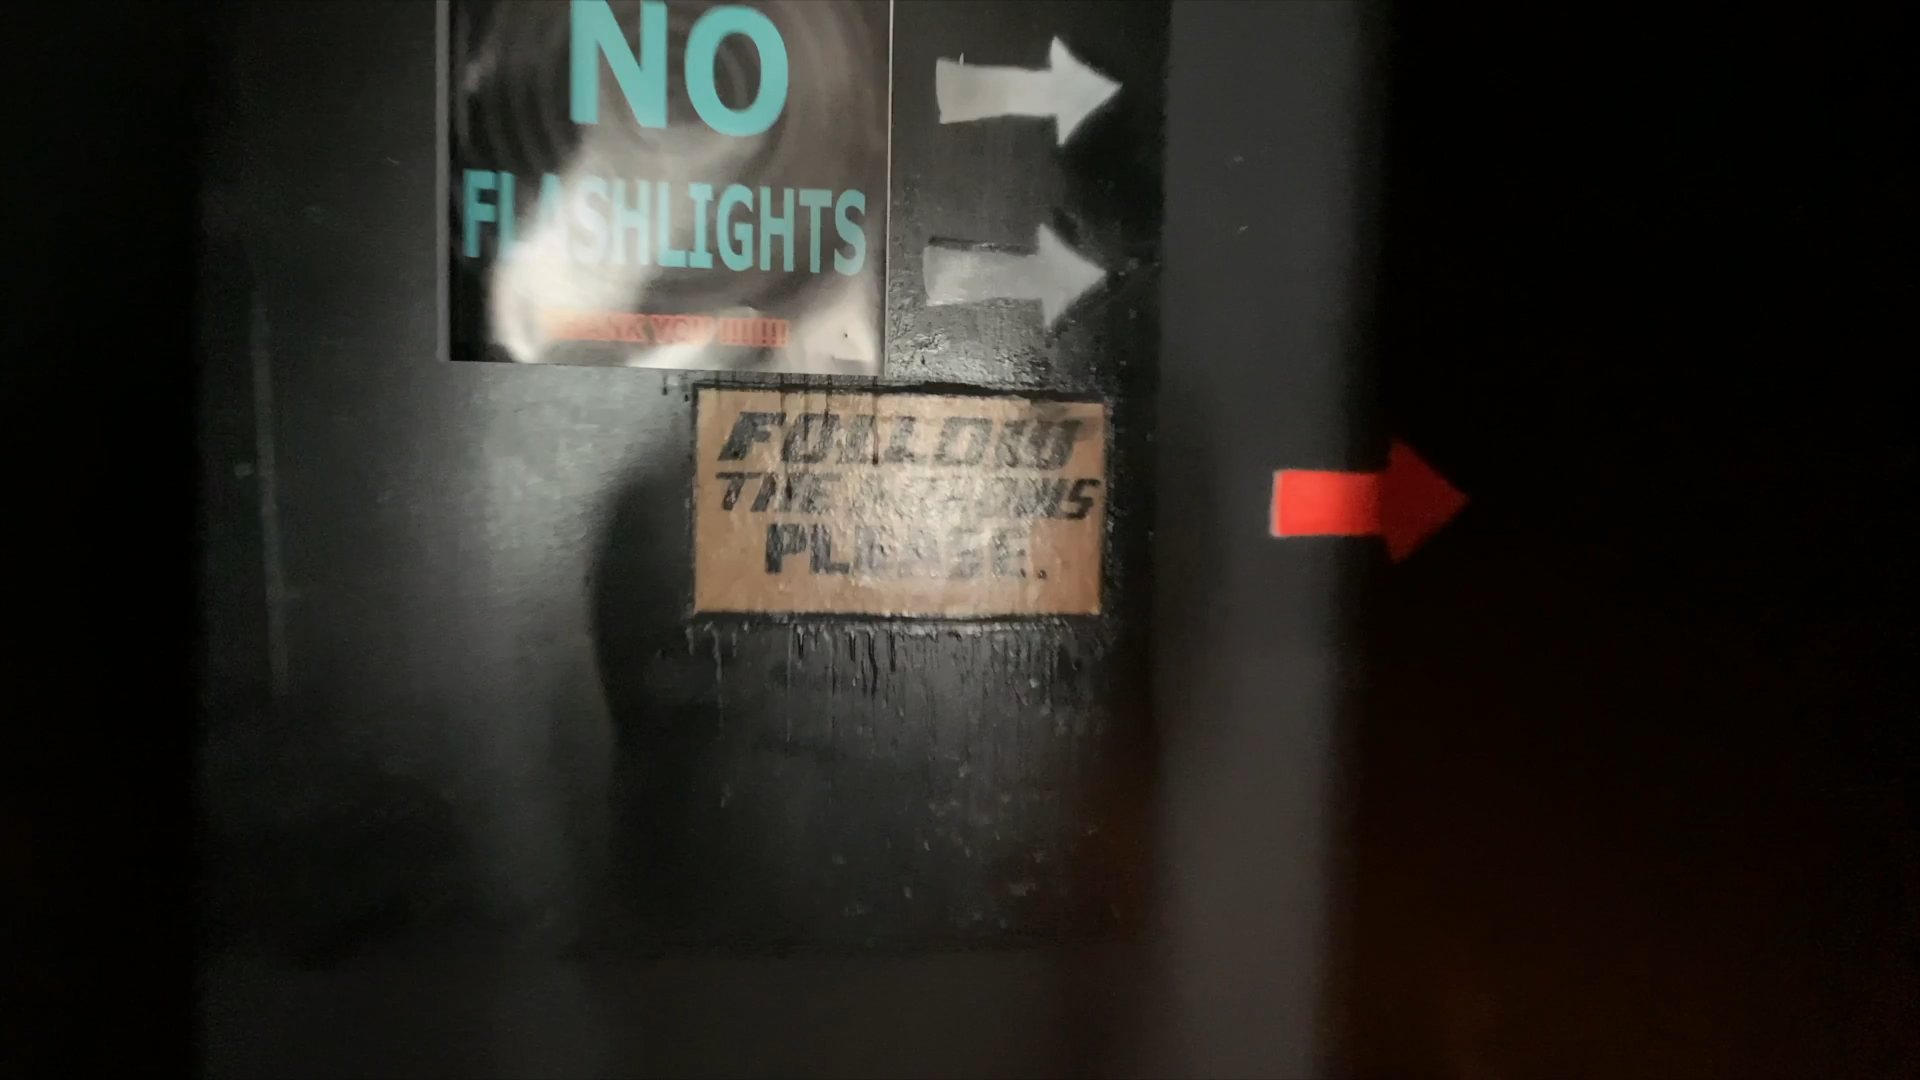 NO
FLASHLIGHTS
THANK YOU !!!!!!!
FOLLOW
THE ARROWS
PLEASE.